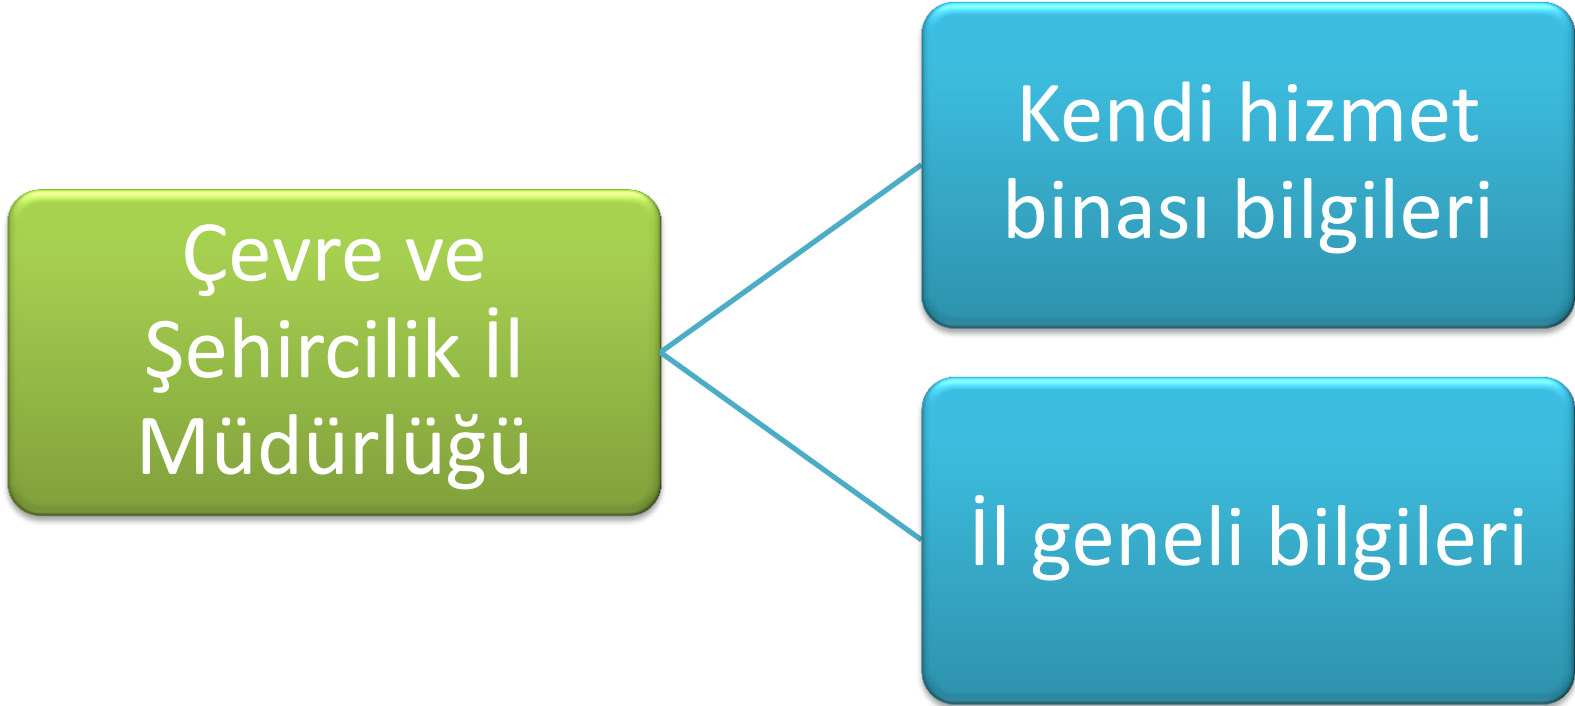 Çevre ve
Şehircilik İl
Müdürlüğü
Kendi hizmet
binası bilgileri
İl geneli bilgileri